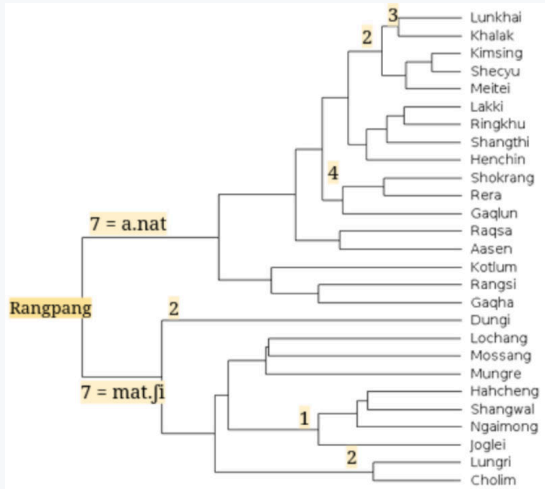 3
Lunkhai
2
Khalak
Kimsing
Shecyu
Meitei
Lakki
Ringkhu
Shangthi
Henchin
4
Shokrang
Rera
Gaqlun
7 = a.nat
Raqsa
Aasen
Kotlum
Rangsi
Rangpang
2
Gaqha
Dungi
Lochang
Mossang
Mungre
7 = mat.ʃi
Hahcheng
Shangwal
1
Ngaimong
Joglei
2
Lungri
Cholim